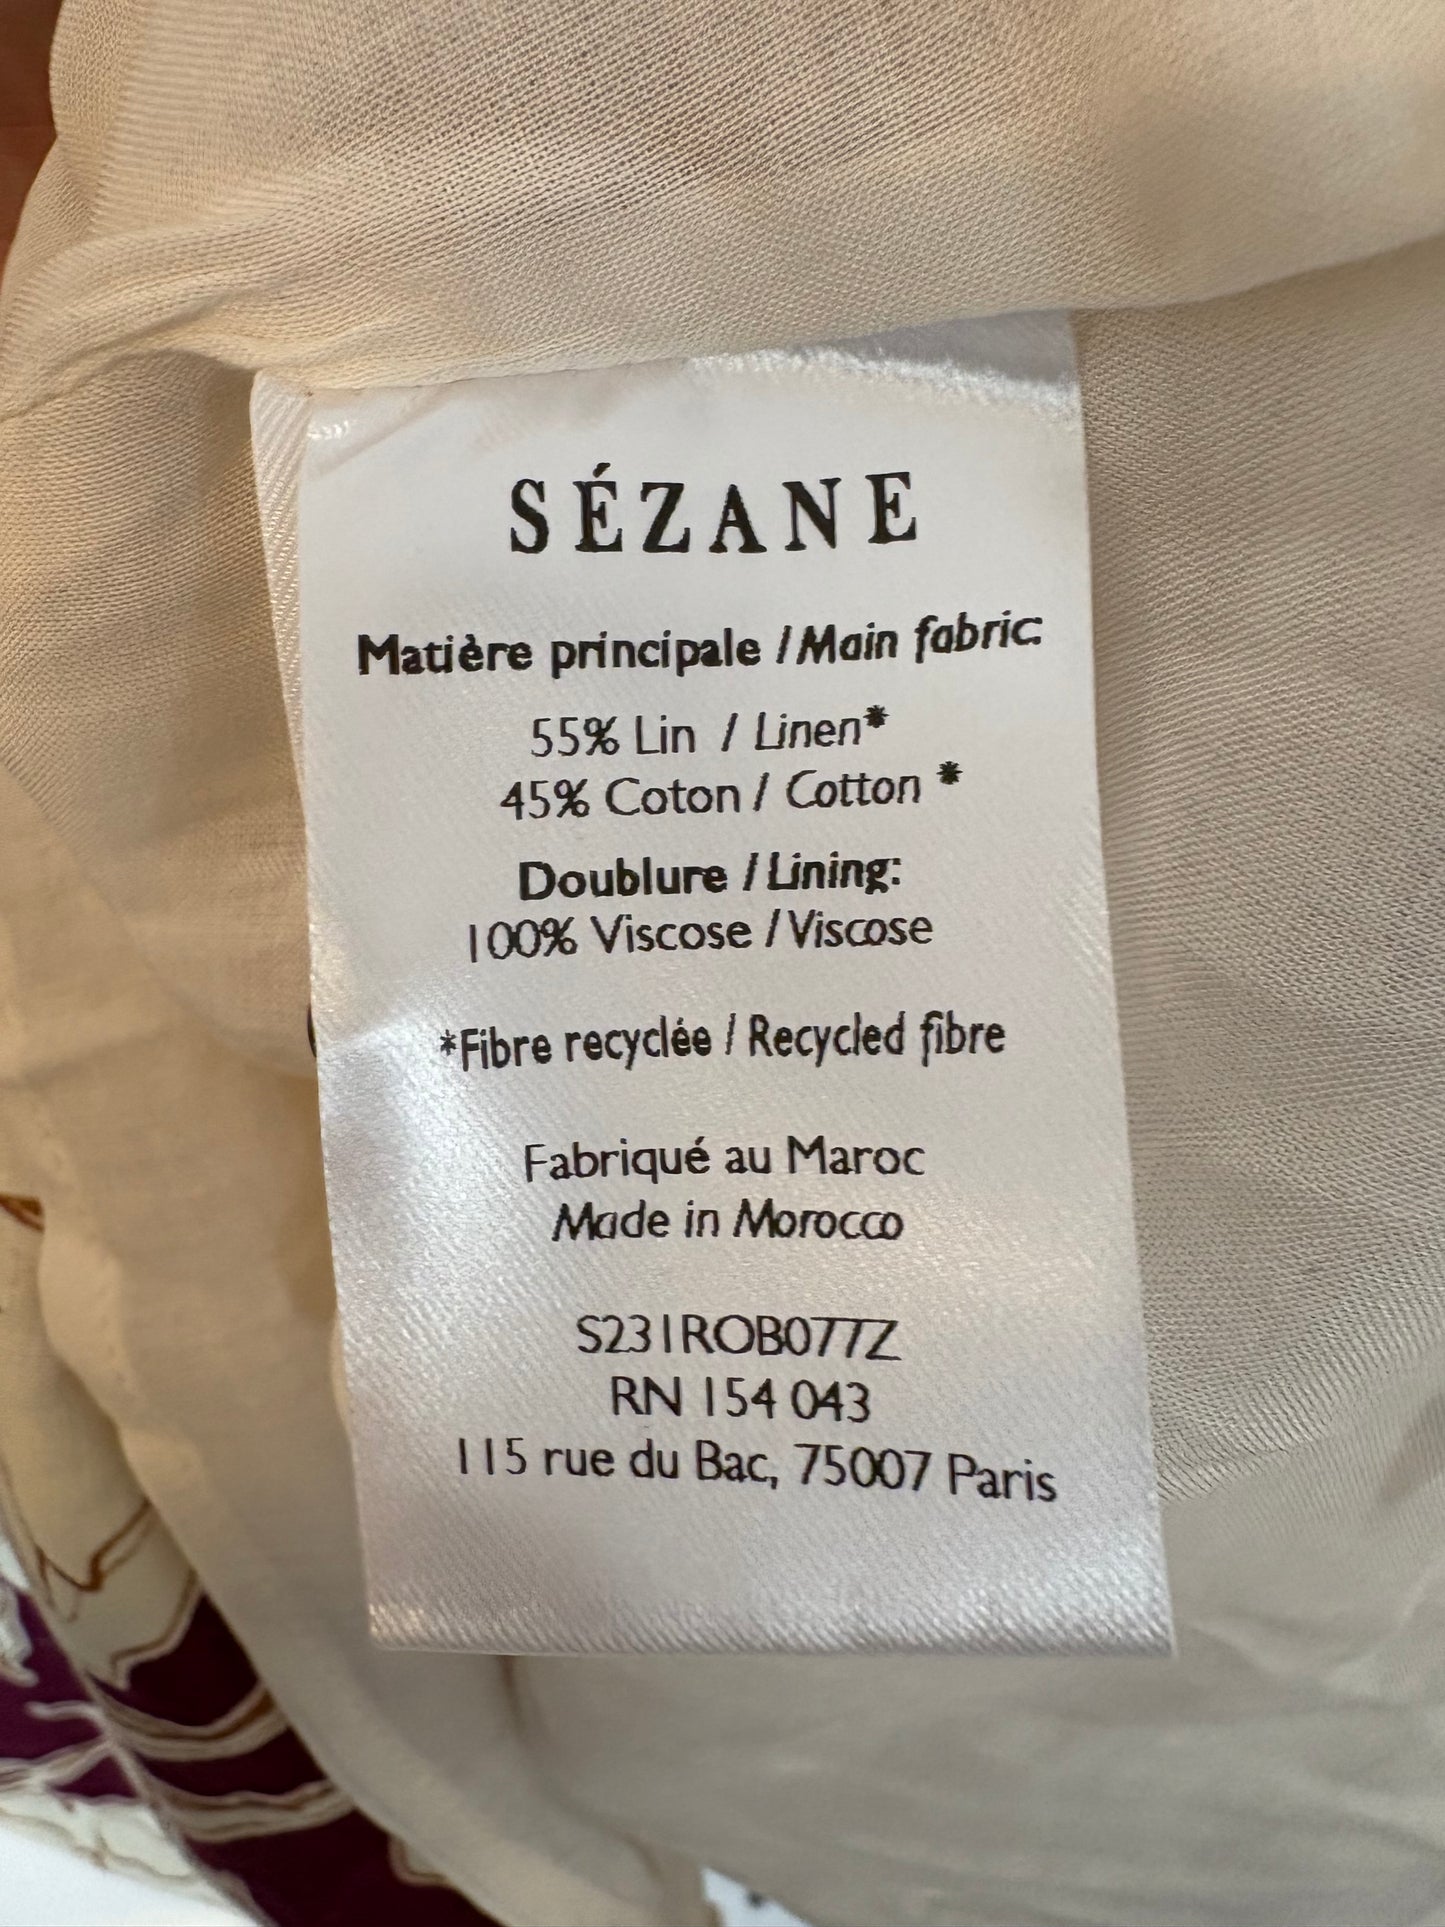 SÉZANE
Matière principale / Main fabric:
55% Lin / Linen*
45% Coton / Cotton *
Doublure / Lining:
100% Viscose / Viscose
*Fibre recyclée / Recycled fibre
Fabriqué au Maroc
Made in Morocco
S231ROB077Z
RN 154 043
115 rue du Bac, 75007 Paris